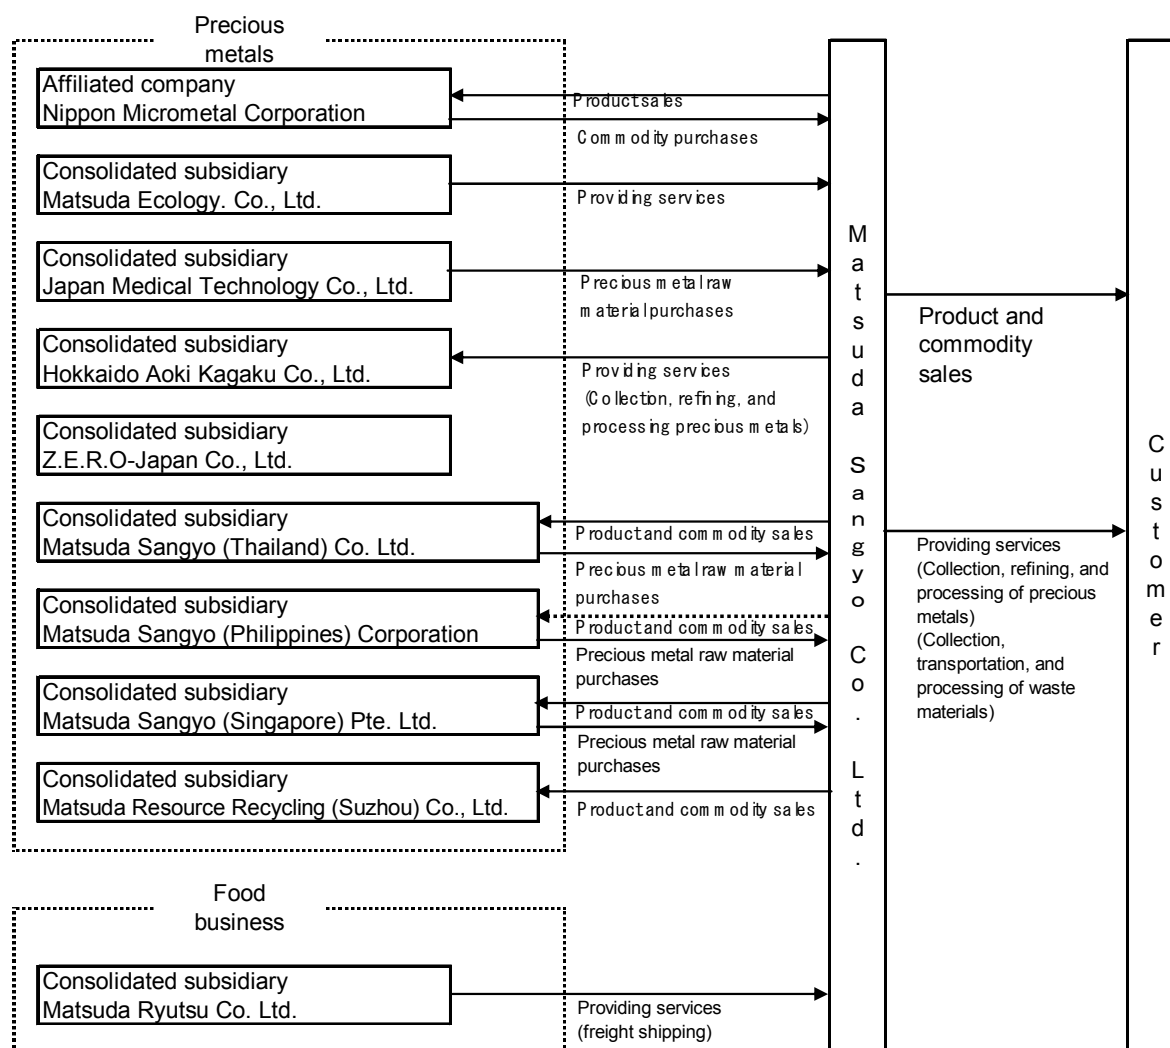 Precious
metals
Affiliated company
Nippon Micrometal Corporation
Product sales
Commodity purchases
Consolidated subsidiary
Matsuda Ecology. Co., Ltd.
Providing services
Consolidated subsidiary
Japan Medical Technology Co., Ltd.
Precious metal raw
material purchases
Consolidated subsidiary
Hokkaido Aoki Kagaku Co., Ltd.
Providing services
(Collection, refining, and
processing precious metals)
Consolidated subsidiary
Z.E.R.O-Japan Co., Ltd.
Consolidated subsidiary
Matsuda Sangyo (Thailand) Co. Ltd.
Product and commodity sales
Precious metal raw material
purchases
Consolidated subsidiary
Matsuda Sangyo (Philippines) Corporation
Product and commodity sales
Precious metal raw material
purchases
Consolidated subsidiary
Matsuda Sangyo (Singapore) Pte. Ltd.
Product and commodity sales
Precious metal raw material
purchases
Consolidated subsidiary
Matsuda Resource Recycling (Suzhou) Co., Ltd.
Product and commodity sales
Food
business
Consolidated subsidiary
Matsuda Ryutsu Co. Ltd.
Providing services
(freight shipping)
Matsuda Sangyo Co. Ltd.
Product and
commodity
sales
Providing services
(Collection, refining, and
processing of precious
metals)
(Collection,
transportation, and
processing of waste
materials)
Customer